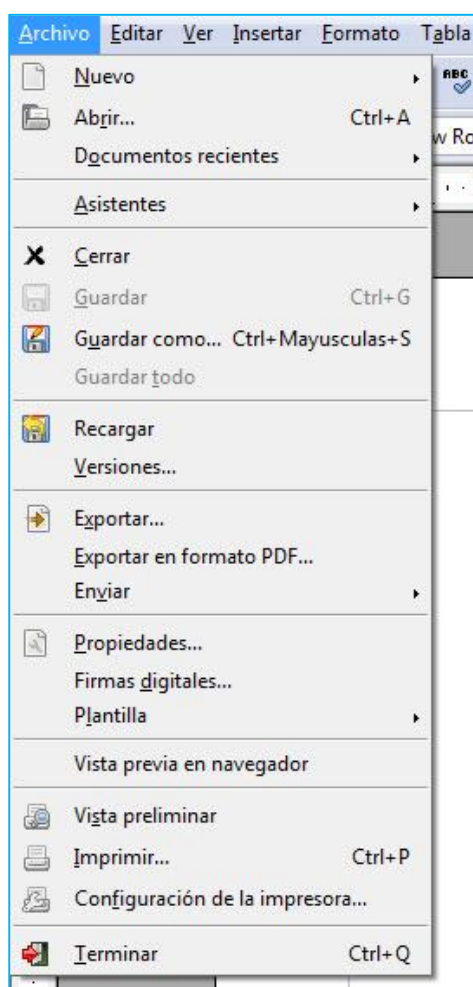 Archivo Editar Ver Insertar Formato Tabla
Nuevo
ABC
Abrir... Ctrl+A
w Ro
Documentos recientes
Asistentes
Cerrar
Guardar Ctrl+G
Guardar como... Ctrl+Mayusculas+S
Guardar todo
Recargar
Versiones...
Exportar...
Exportar en formato PDF...
Enviar
Propiedades...
Firmas digitales...
Plantilla
Vista previa en navegador
Vista preliminar
Imprimir... Ctrl+P
Configuración de la impresora...
Terminar Ctrl+Q